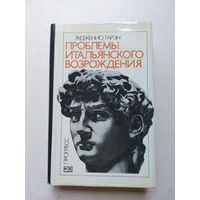 ЭУДЖЕНИО ГАРЭН
ПРОБЛЕМЫ
ИТАЛЬЯНСКОГО
ВОЗРОЖДЕНИЯ
ПРОГРЕСС